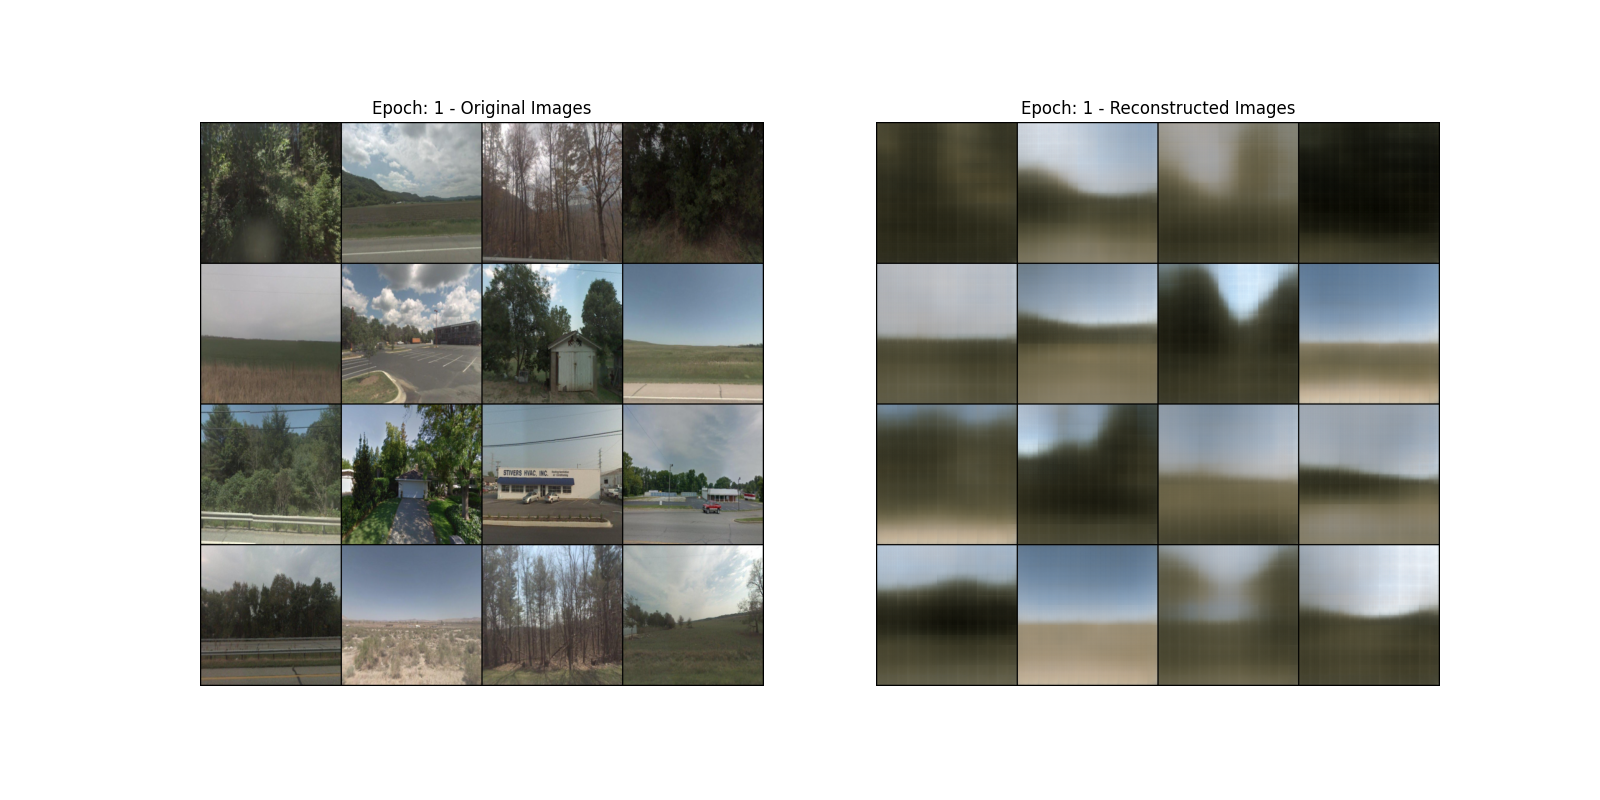 Epoch: 1 - Original Images
Epoch: 1 - Reconstructed Images
STIVERS HVAC, INC.